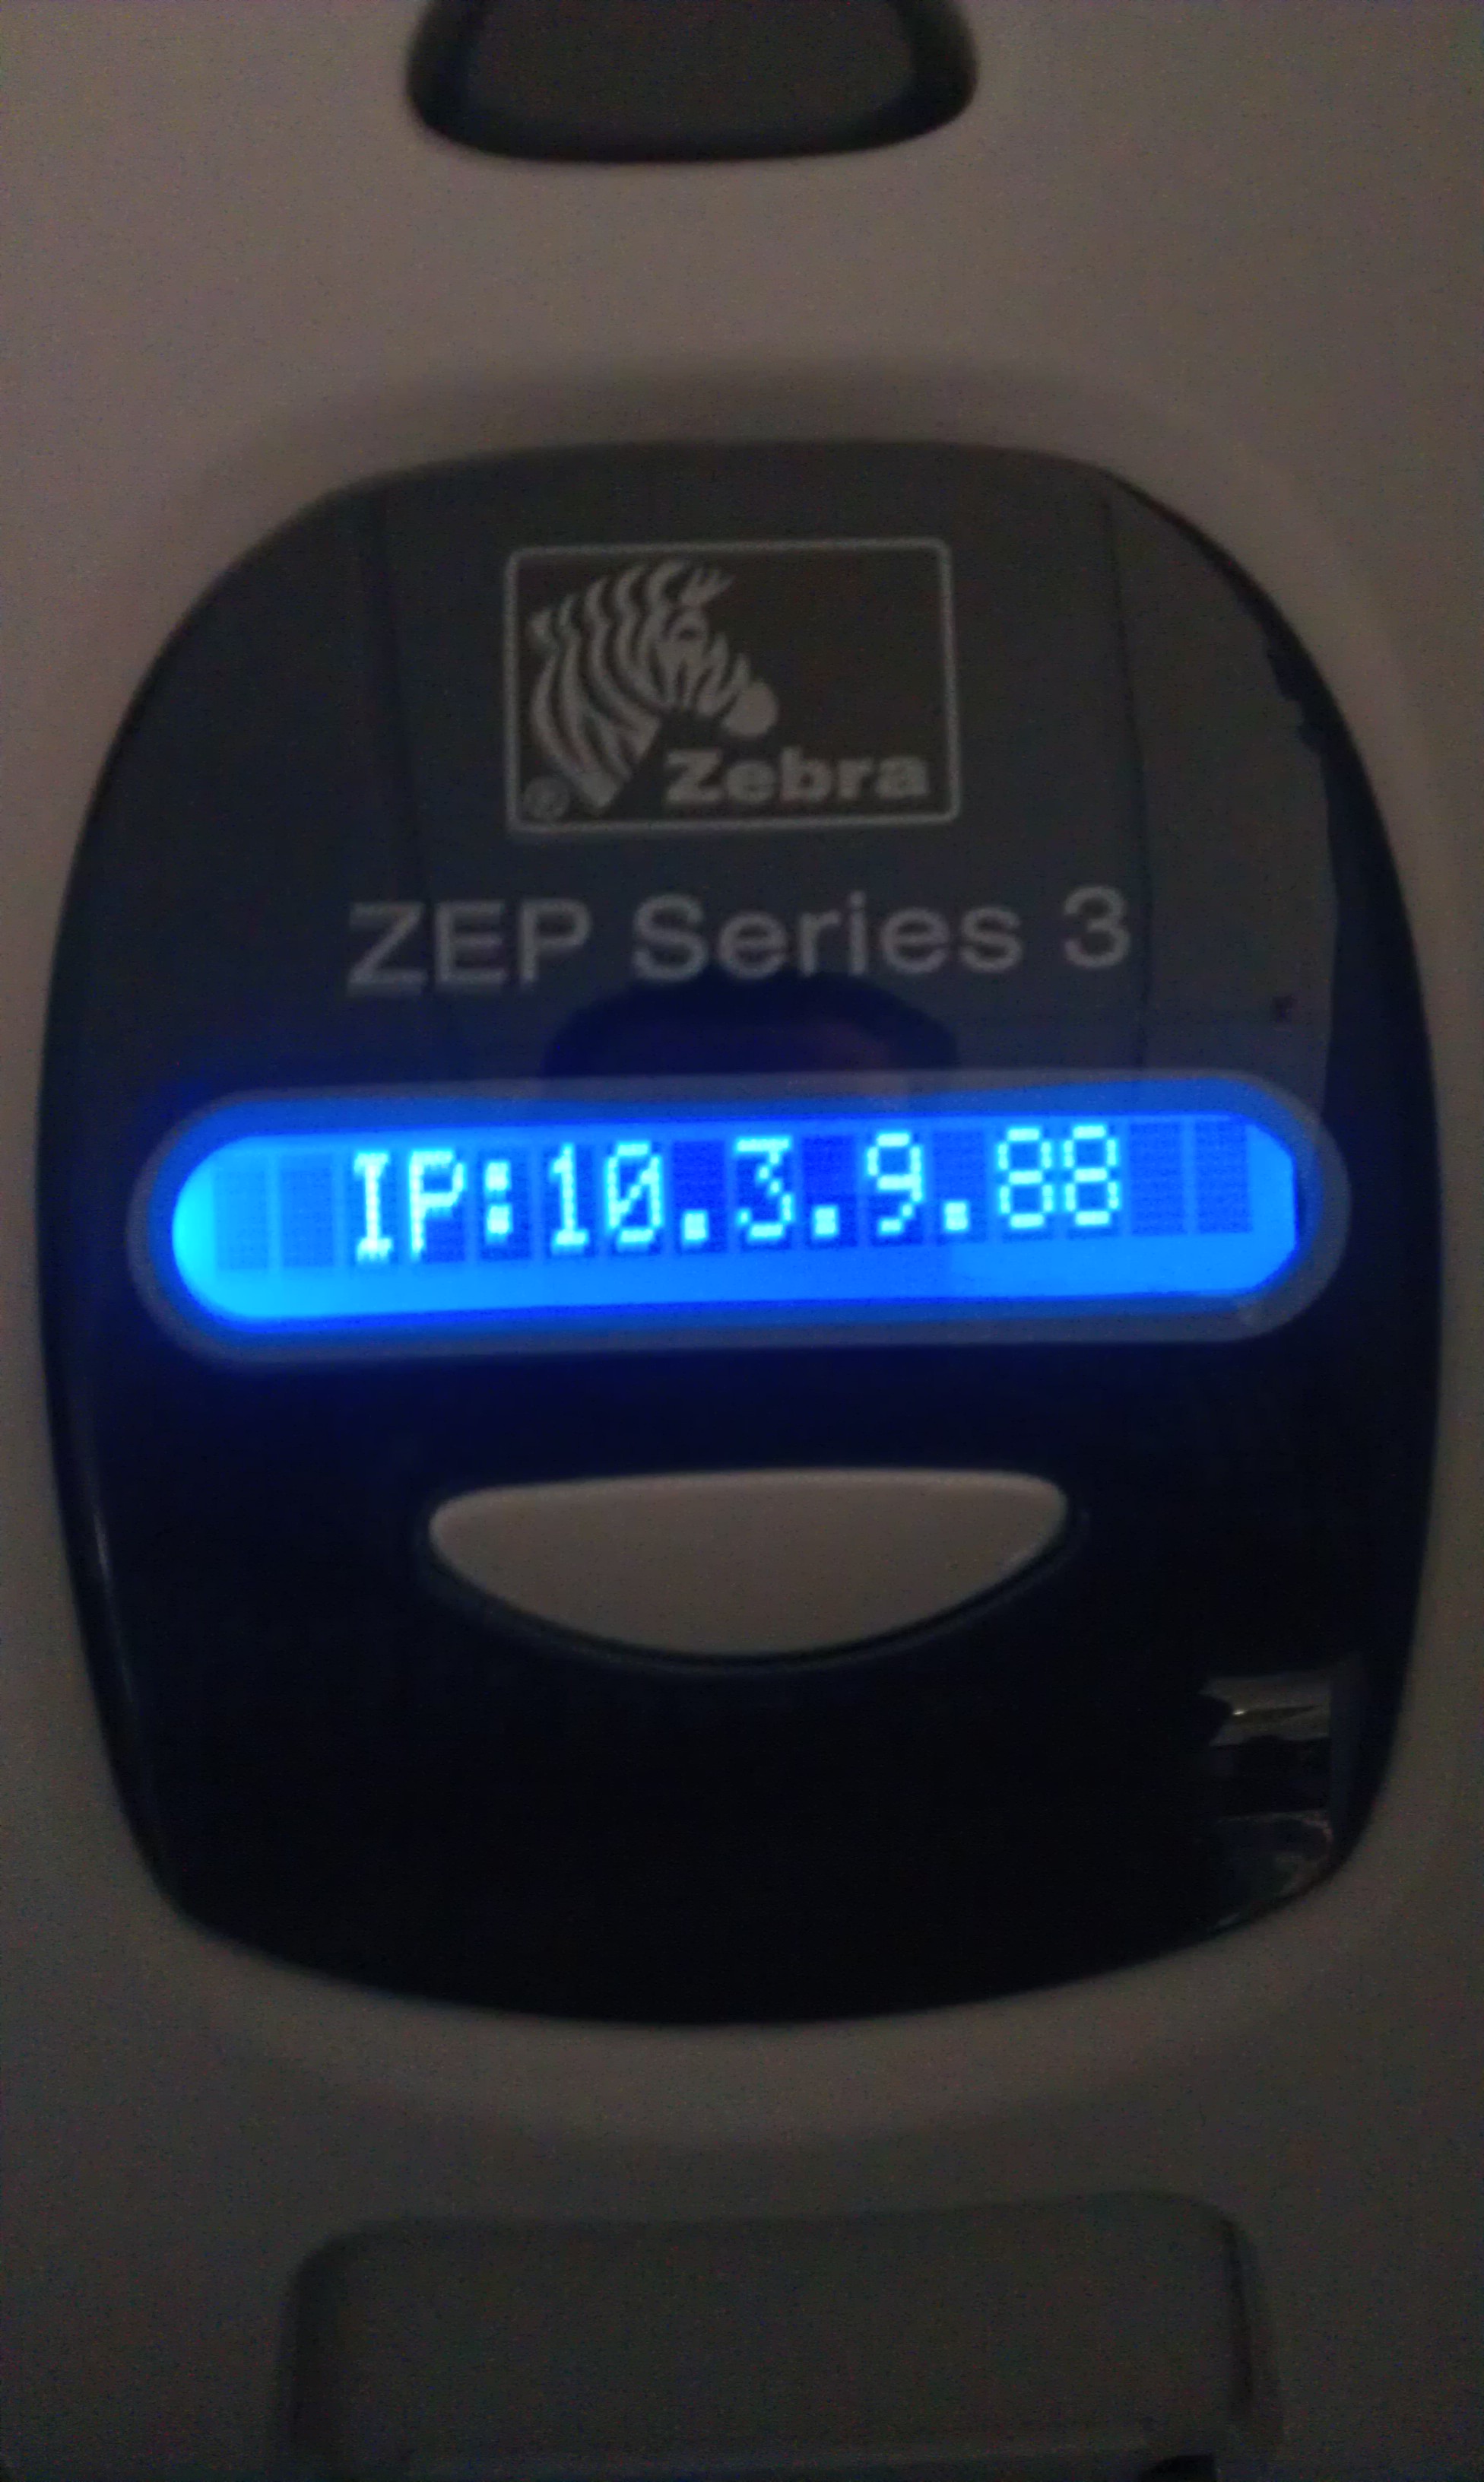 ® Zebra
ZEP Series 3
IP:10.3.9.88